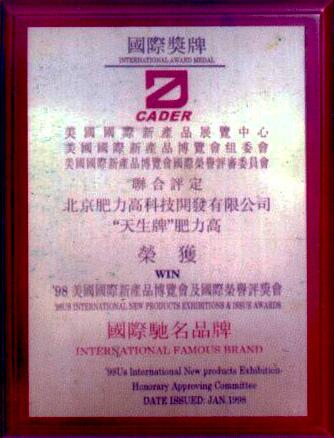 國際獎牌
INTERNATIONAL AWARD MEDAL
CADER
美國國際新產品展覽中心
美國國際新產品博覽會組委會
美國國際新產品博覽會國際榮譽評審委員會
聯合評定
北京肥力高科技開發有限公司
“天生牌”肥力高
榮獲
WIN
'98 美國國際新產品博覽會及國際榮譽評獎會
'98US INTERNATIONAL NEW PRODUCTS EXHIBITIONS & ISSUE AWARDS
國際馳名品牌
INTERNATIONAL FAMOUS BRAND
'98Us International New products Exhibition-
Honorary Approving Committee
DATE ISSUED: JAN.1998